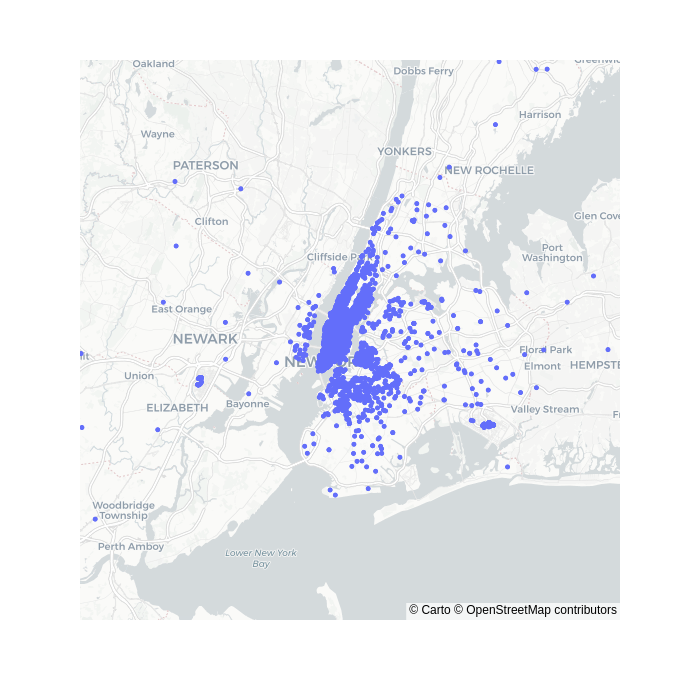 Oakland
Dobbs Ferry
Harrison
Wayne
YONKERS
PATERSON
NEW ROCHELLE
Clifton
Glen Cove
Port
Washington
Cliffside P
East Orange
NEWARK
NEW
Floral Park
Elmont
HEMPSTE
Union
ELIZABETH
Bayonne
Valley Stream
Woodbridge
Township
Perth Amboy
Lower New York
Bay
© Carto © OpenStreetMap contributors